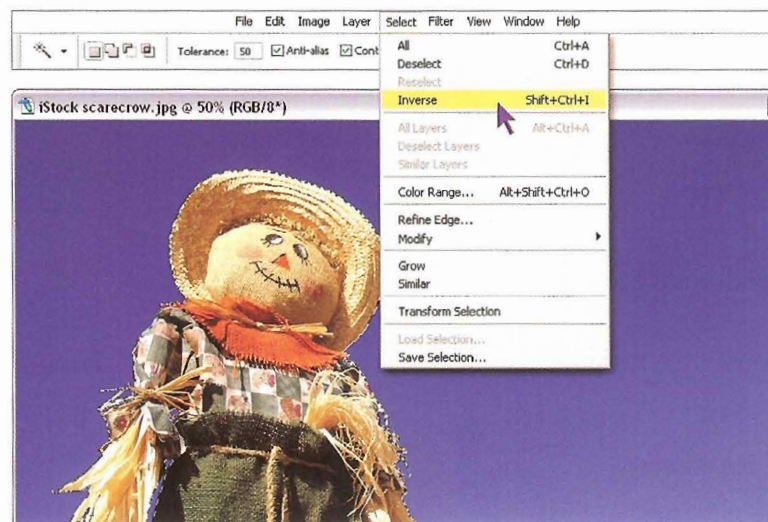 File Edit Image Layer Select Filter View Window Help
Tolerance: 50 Anti-alias Cont
All Ctrl+A
Deselect Ctrl+D
Reselect
Inverse Shift+Ctrl+I
All Layers Alt+Ctrl+A
Deselect Layers
Similar Layers
Color Range... Alt+Shift+Ctrl+O
Refine Edge...
Modify
Grow
Similar
Transform Selection
Load Selection...
Save Selection...
iStock scarecrow.jpg @ 50% (RGB/8*)